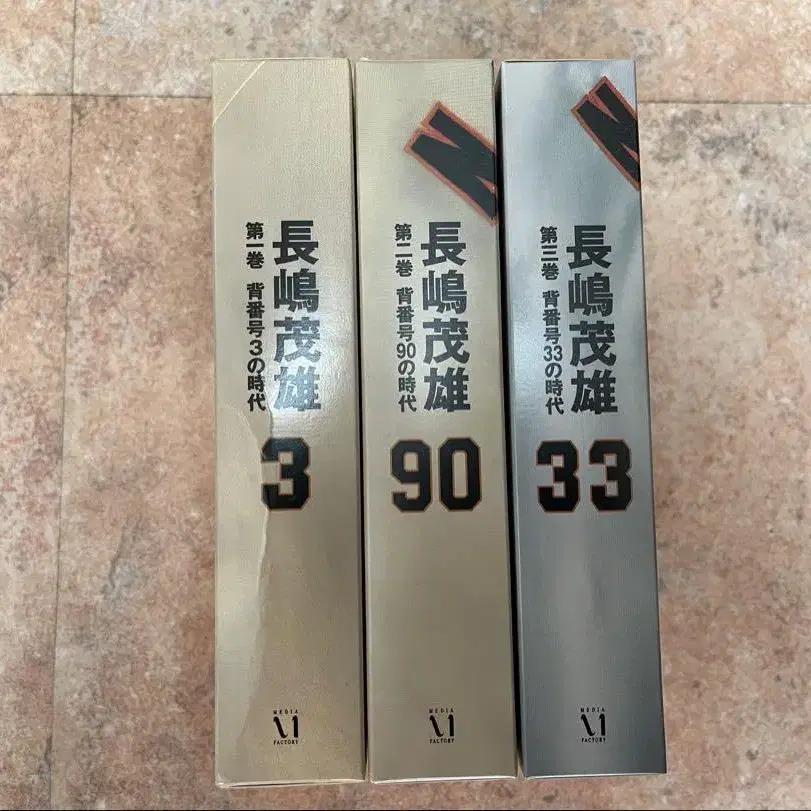 長嶋茂雄
第一巻 背番号3の時代
3
MEDIA
FACTORY
長嶋茂雄
第二巻 背番号90の時代
90
MEDIA
FACTORY
長嶋茂雄
第三巻 背番号33の時代
33
MEDIA
FACTORY